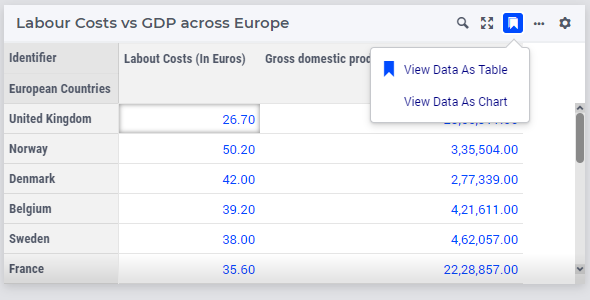 Labour Costs vs GDP across Europe
Identifier
Labout Costs (In Euros)
Gross domestic
European Countries
View Data As Table
View Data As Chart
United Kingdom 26.70
Norway 50.20 3,35,504.00
Denmark 42.00 2,77,339.00
Belgium 39.20 4,21,611.00
Sweden 38.00 4,62,057.00
France 35.60 22,28,857.00